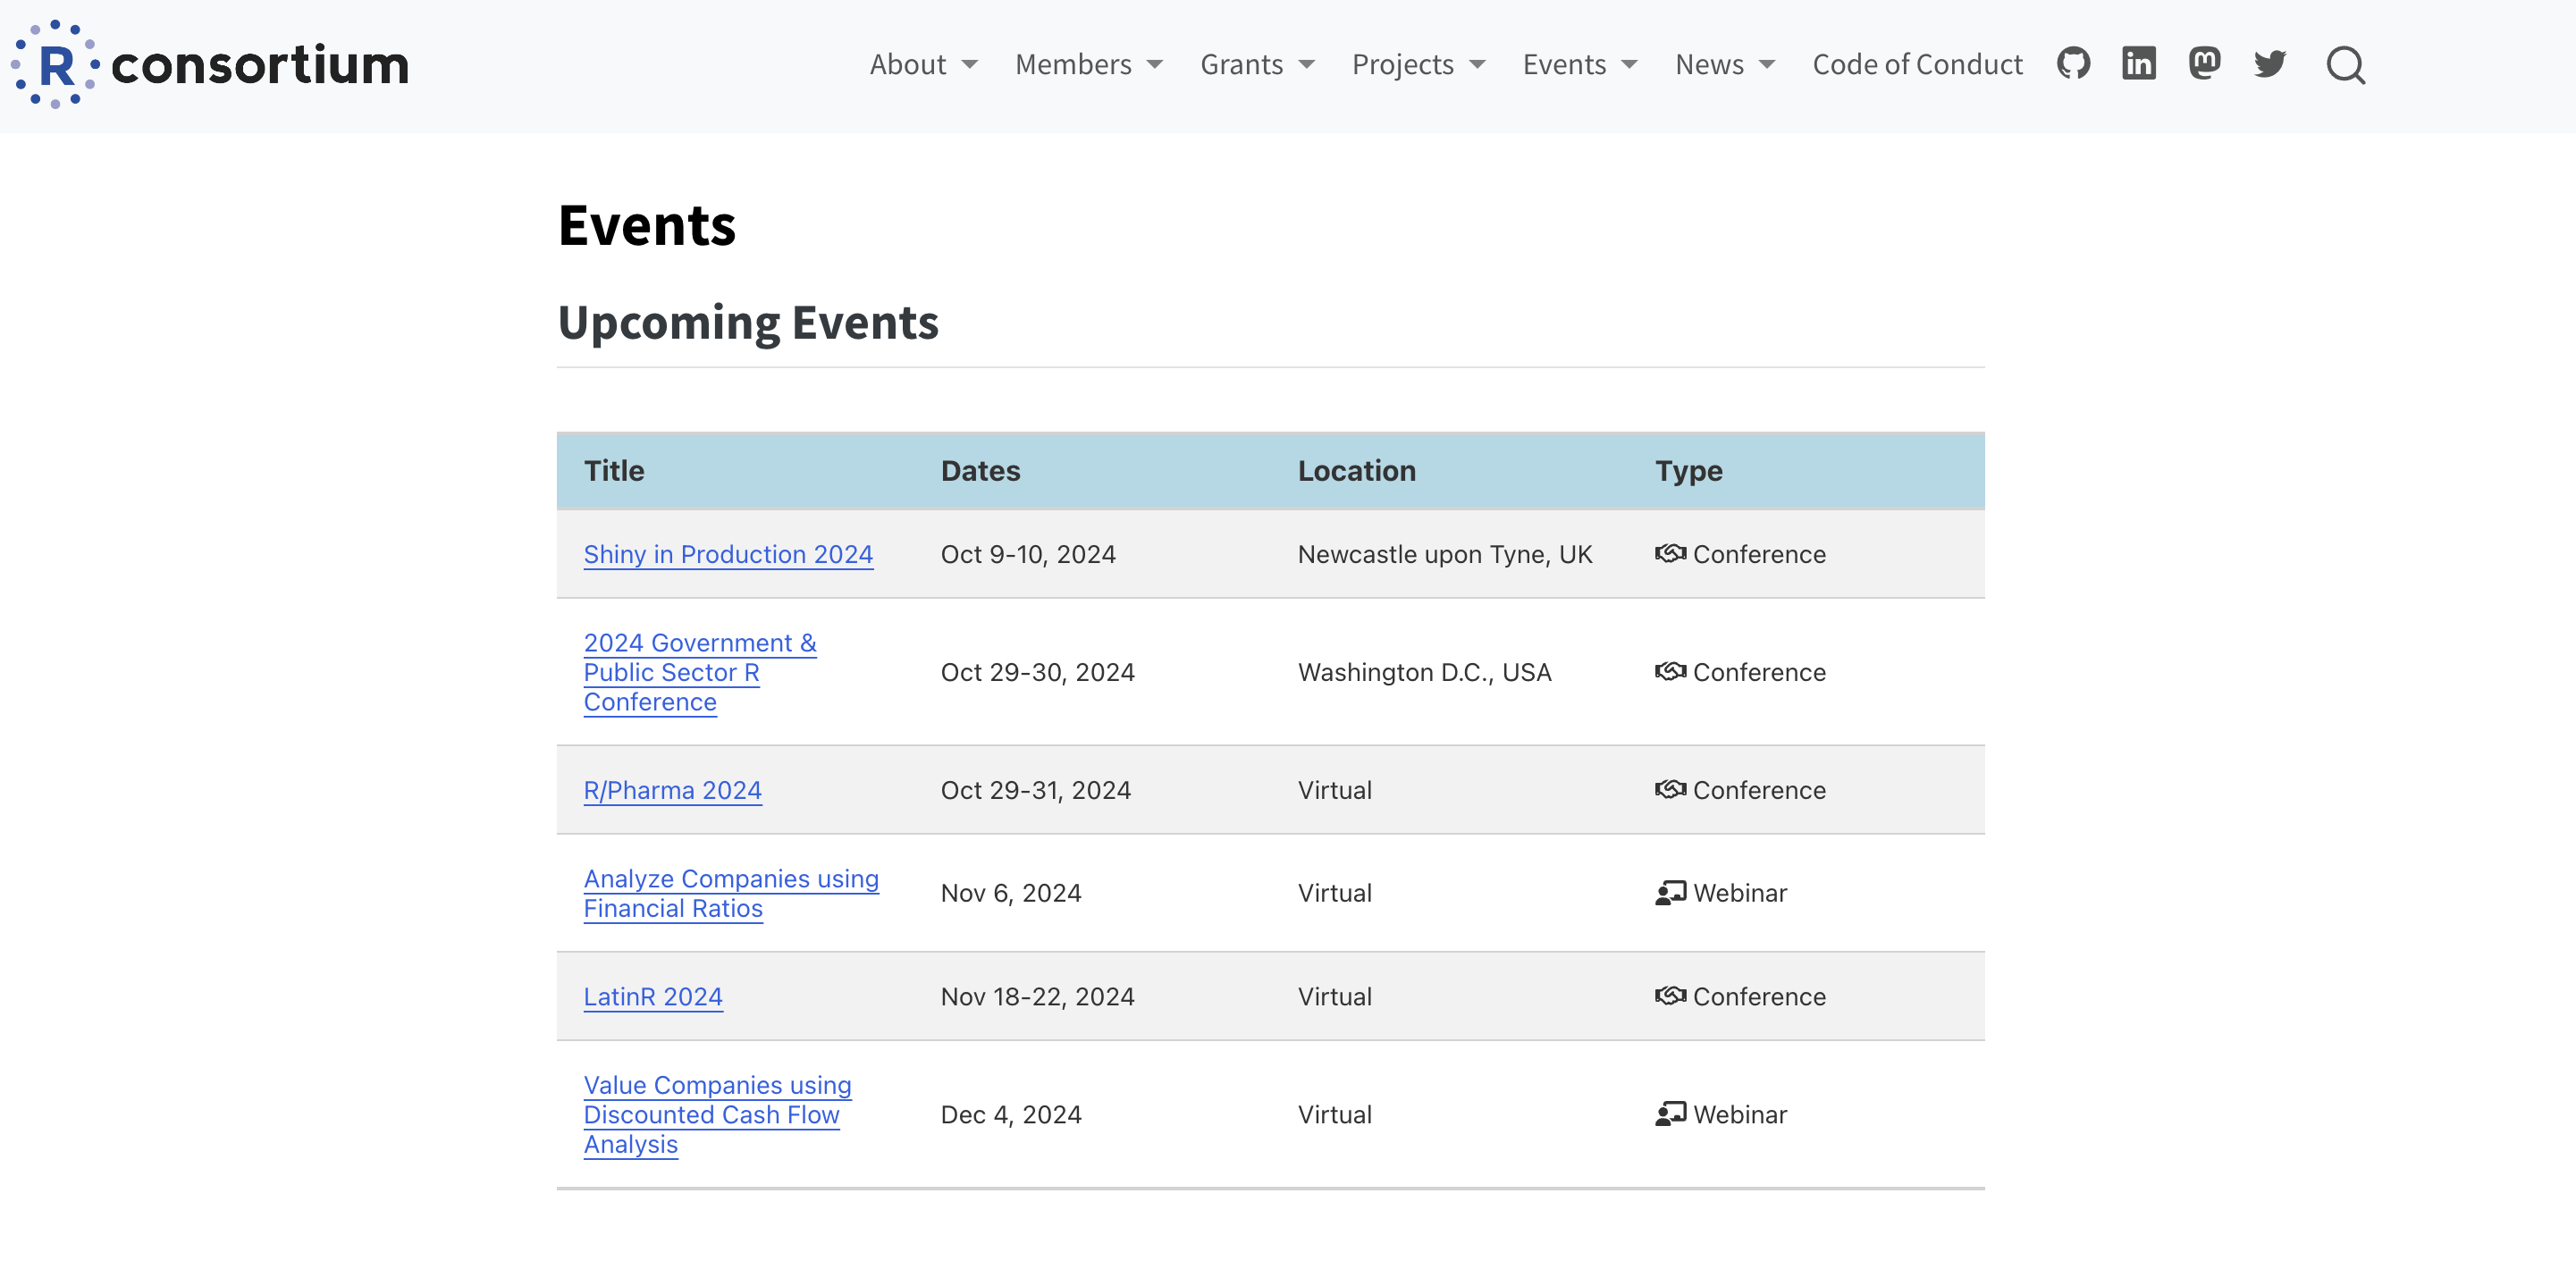 R consortium
About Members Grants Projects Events News Code of Conduct
Events
Upcoming Events
Title Dates Location Type
Shiny in Production 2024 Oct 9-10, 2024 Newcastle upon Tyne, UK Conference
2024 Government &
Public Sector R
Conference
Oct 29-30, 2024 Washington D.C., USA Conference
R/Pharma 2024 Oct 29-31, 2024 Virtual Conference
Analyze Companies using
Financial Ratios
Nov 6, 2024 Virtual Webinar
LatinR 2024 Nov 18-22, 2024 Virtual Conference
Value Companies using
Discounted Cash Flow
Analysis
Dec 4, 2024 Virtual Webinar